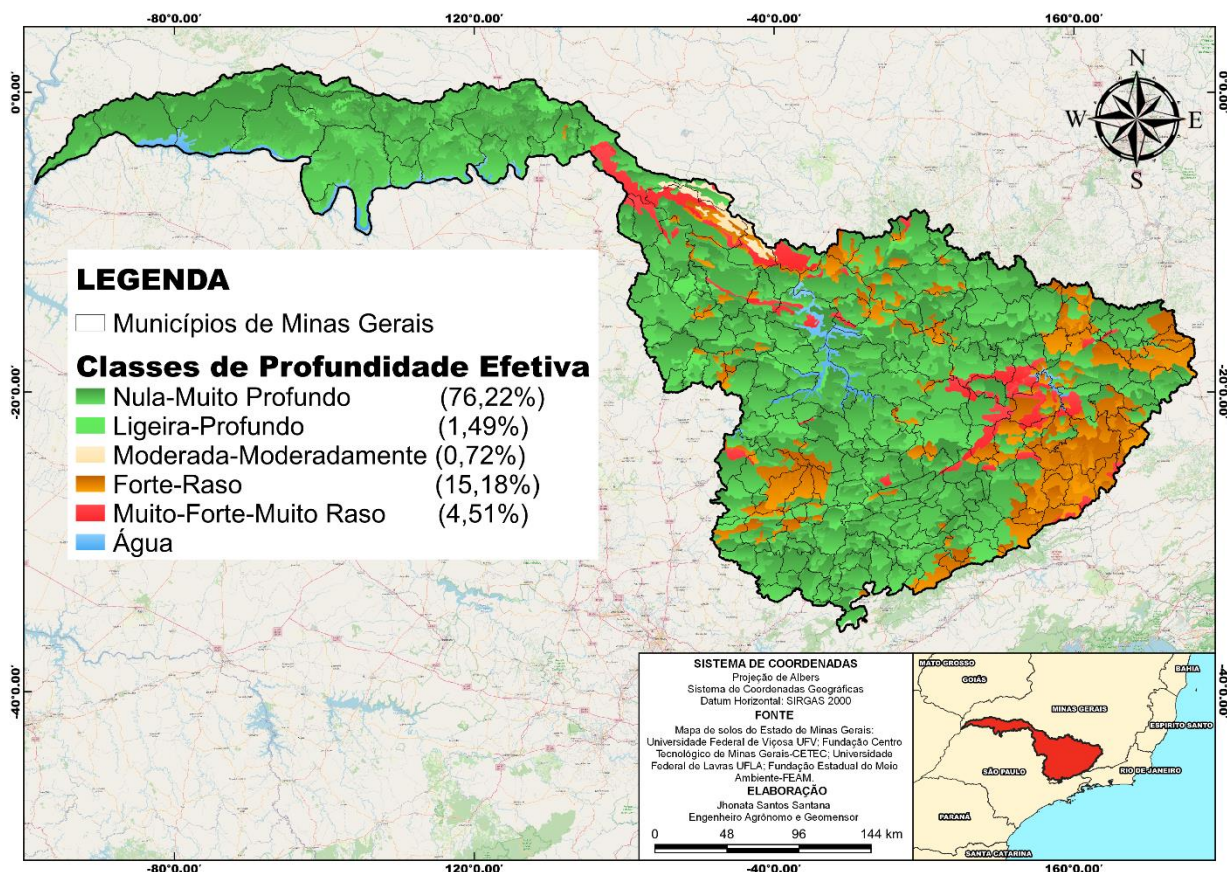 -80°0.00′ 120°0.00′ -40°0.00′ 160°0.00′
0°0.00′ 0°0.00′
N
W E
S
LEGENDA
Municípios de Minas Gerais
Classes de Profundidade Efetiva
Nula-Muito Profundo (76,22%)
Ligeira-Profundo (1,49%)
Moderada-Moderadamente (0,72%)
Forte-Raso (15,18%)
Muito-Forte-Muito Raso (4,51%)
Água
-20°0.00′ -20°0.00′
-40°0.00′ -40°0.00′
SISTEMA DE COORDENADAS
Projeção de Albers
Sistema de Coordenadas Geográficas
Datum Horizontal: SIRGAS 2000
FONTE
Mapa de solos do Estado de Minas Gerais:
Universidade Federal de Viçosa UFV; Fundação Centro
Tecnológico de Minas Gerais-CETEC; Universidade
Federal de Lavras UFLA; Fundação Estadual do Meio
Ambiente-FEAM.
ELABORAÇÃO
Jhonata Santos Santana
Engenheiro Agrônomo e Geomensor
0 48 96 144 km
MATO GROSSO
GOIÁS
BAHIA
MINAS GERAIS
ESPIRITO SANTO
SÃO PAULO
RIO DE JANEIRO
PARANÁ
SANTA CATARINA
-80°0.00′ 120°0.00′ -40°0.00′ 160°0.00′